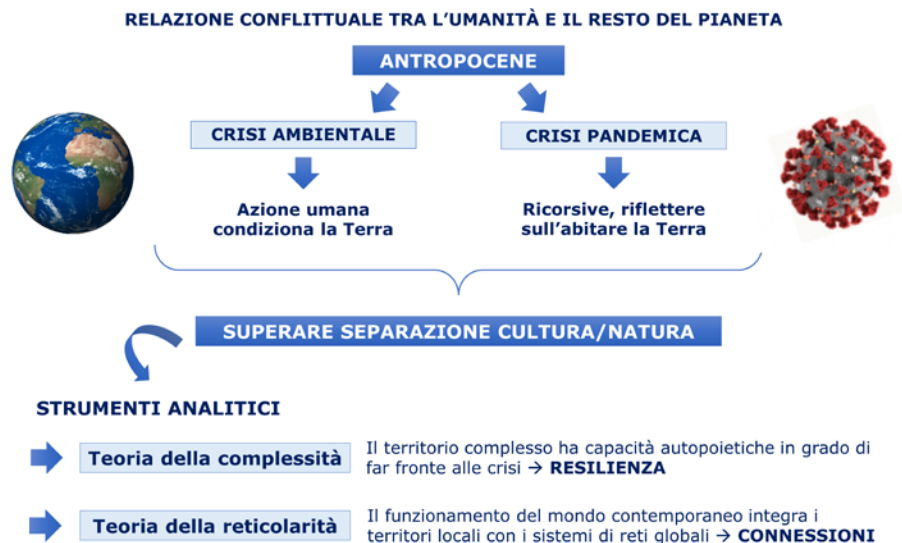 RELAZIONE CONFLITTUALE TRA L'UMANITÀ E IL RESTO DEL PIANETA
ANTROPOCENE
CRISI AMBIENTALE
CRISI PANDEMICA
Azione umana
condiziona la Terra
Ricorsive, riflettere
sull'abitare la Terra
SUPERARE SEPARAZIONE CULTURA/NATURA
STRUMENTI ANALITICI
Teoria della complessità
Il territorio complesso ha capacità autopoietiche in grado di
far fronte alle crisi → RESILIENZA
Teoria della reticolarità
Il funzionamento del mondo contemporaneo integra i
territori locali con i sistemi di reti globali → CONNESSIONI